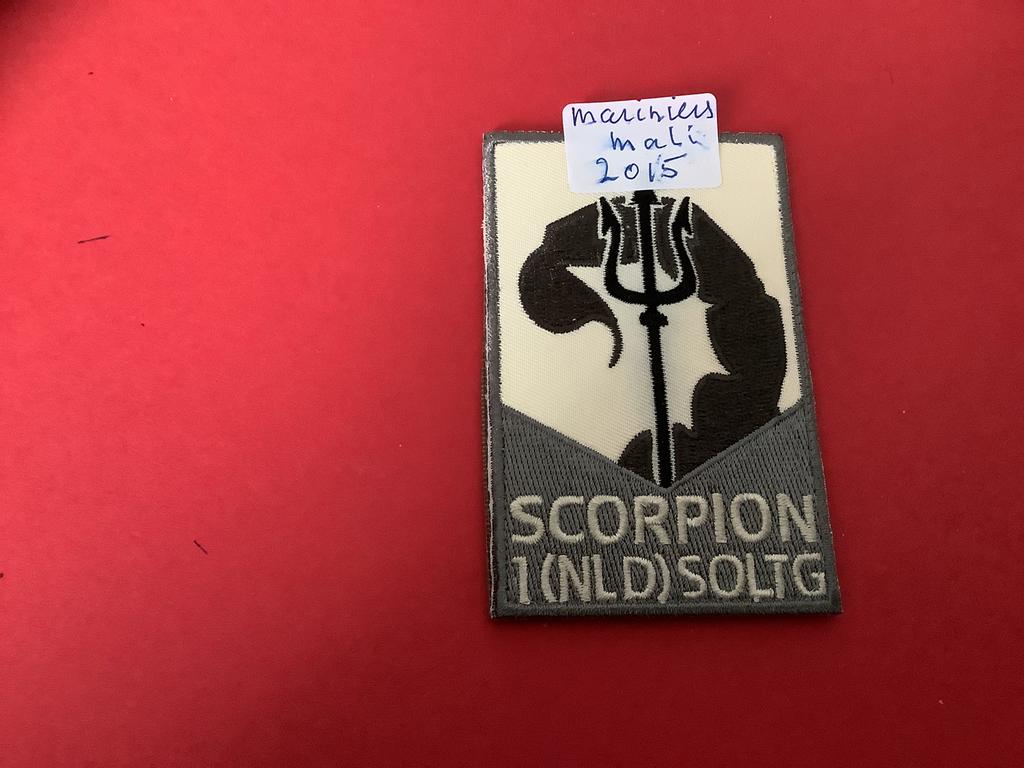 mariniers
mali
2015
SCORPION
1(NLD)SOLTG